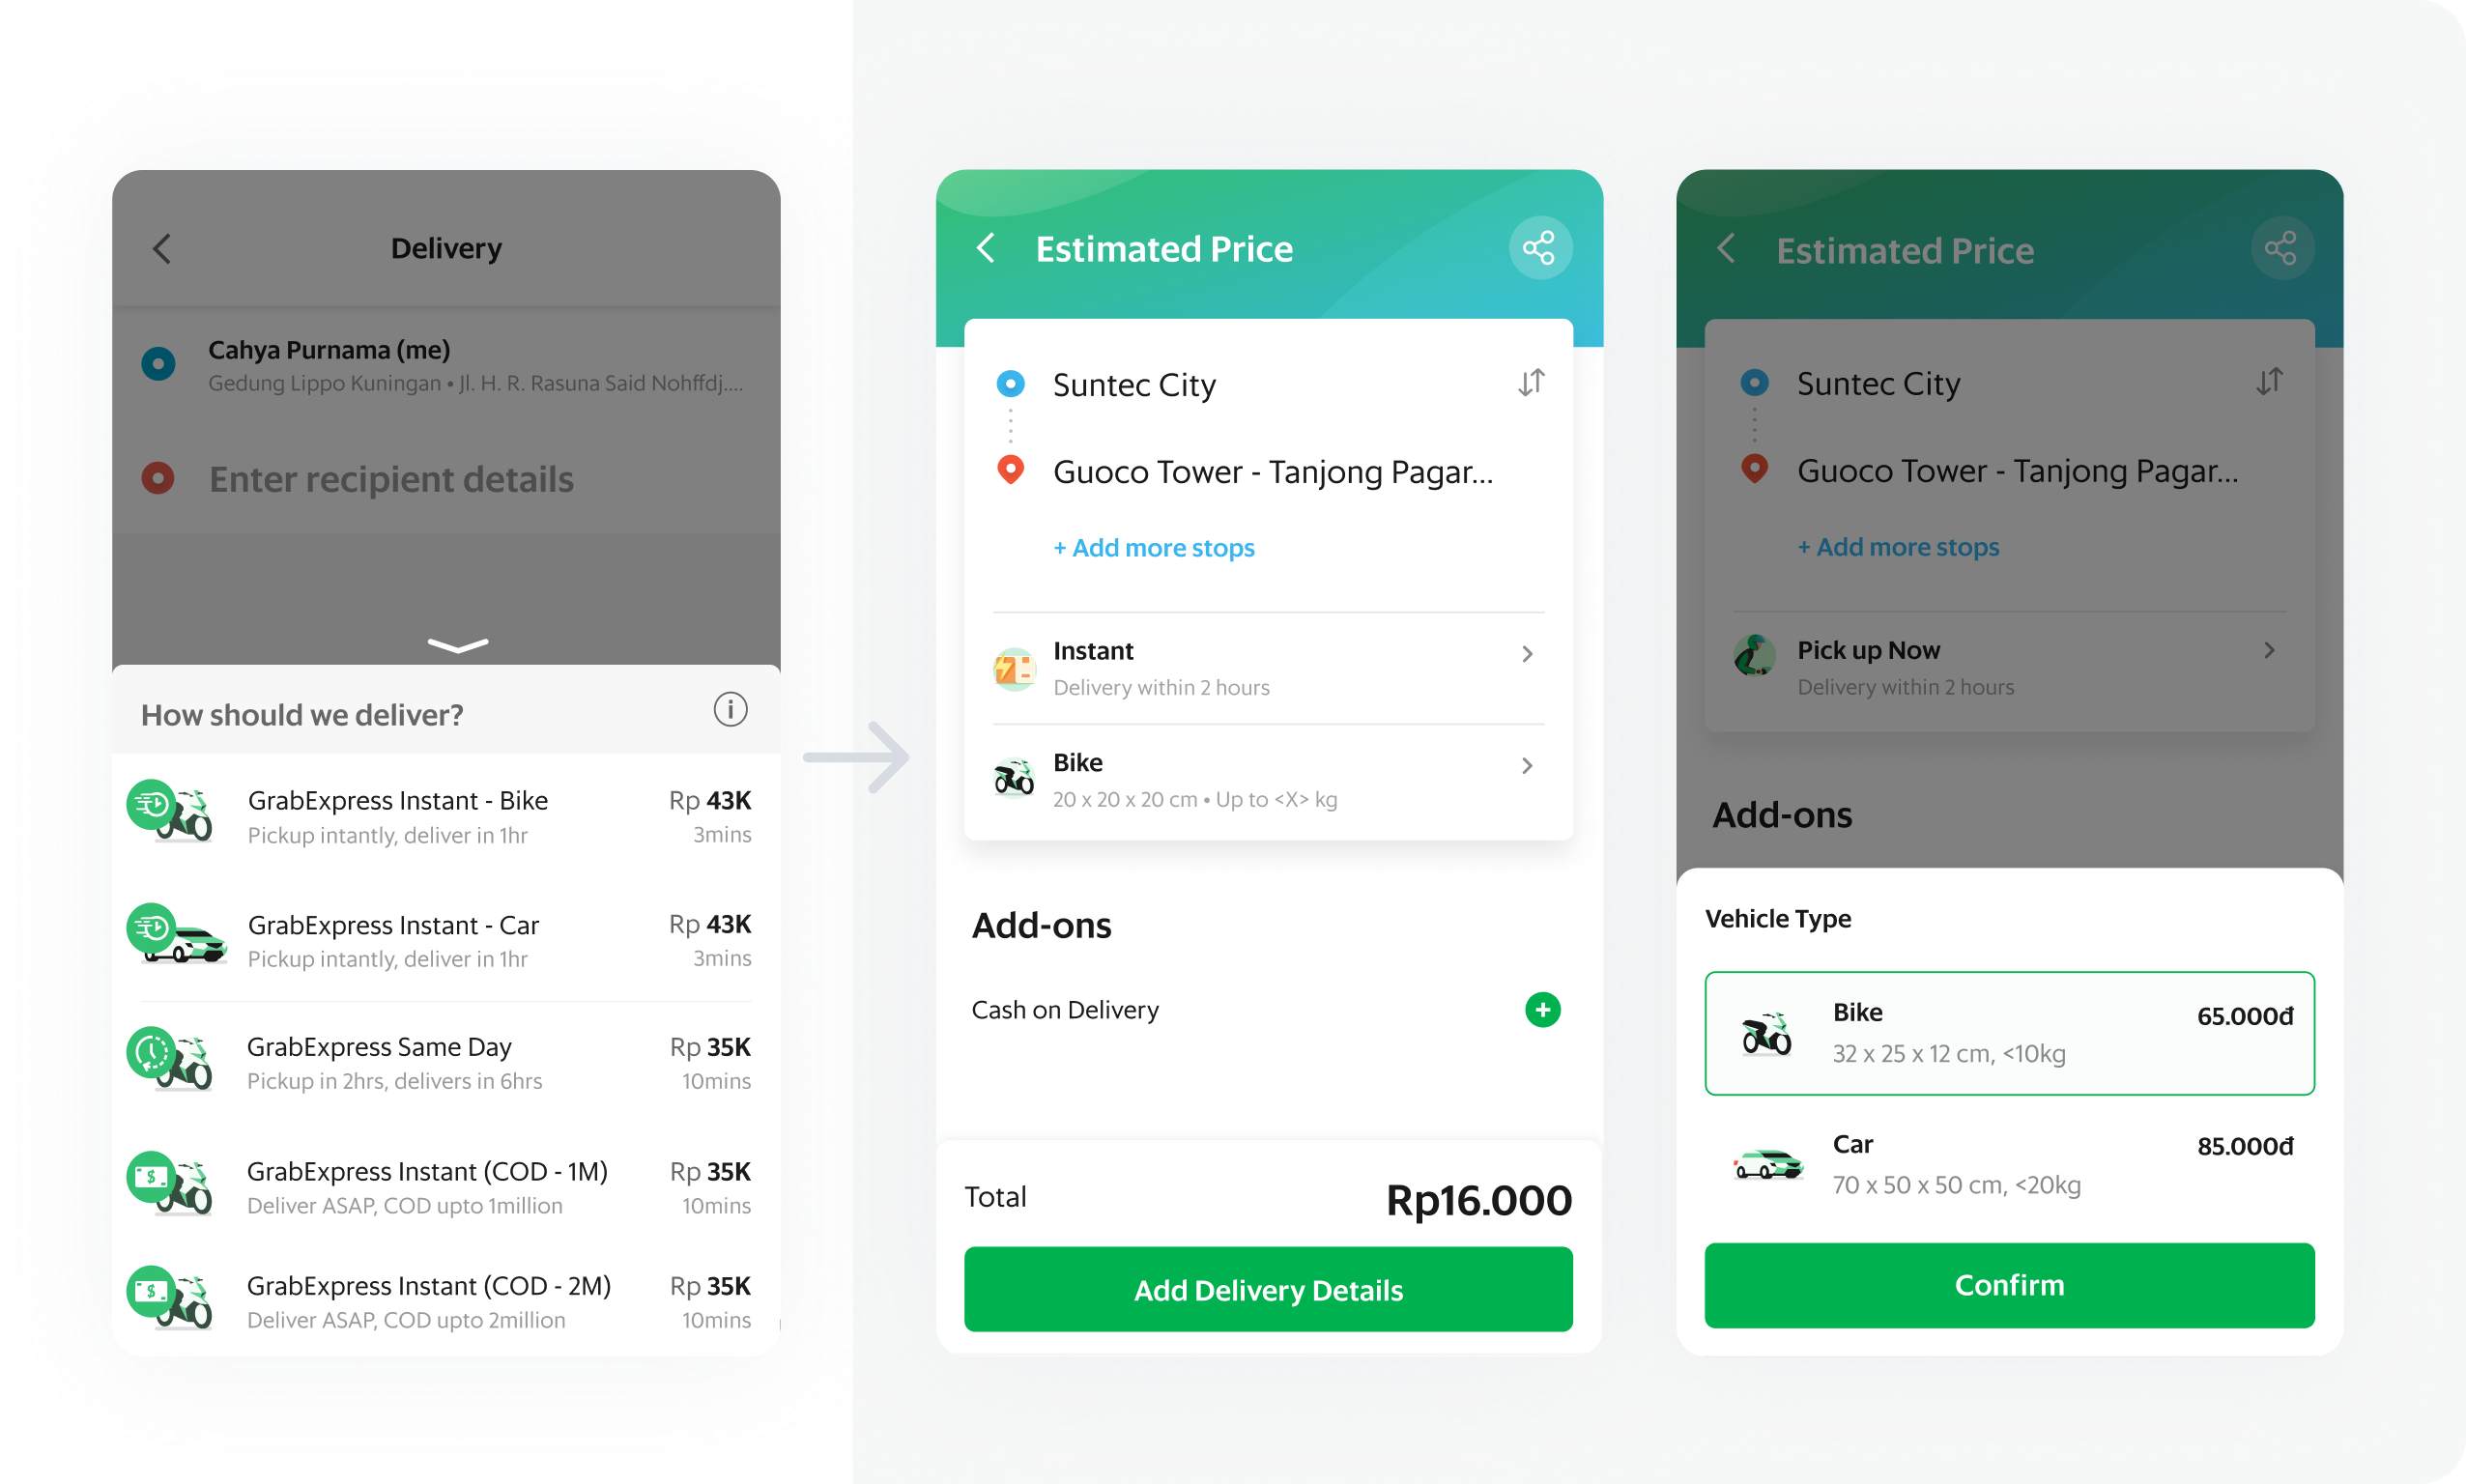 Delivery
Cahya Purnama (me)
Gedung Lippo Kuningan • Jl. H. R. Rasuna Said Nohffdj....
Enter recipient details
How should we deliver?
GrabExpress Instant - Bike
Rp 43K
Pickup intantly, deliver in 1hr
3mins
GrabExpress Instant - Car
Rp 43K
Pickup intantly, deliver in 1hr
3mins
GrabExpress Same Day
Rp 35K
Pickup in 2hrs, delivers in 6hrs
10mins
GrabExpress Instant (COD - 1M)
Rp 35K
Deliver ASAP, COD upto 1million
10mins
GrabExpress Instant (COD - 2M)
Rp 35K
Deliver ASAP, COD upto 2million
10mins
Estimated Price
Suntec City
Guoco Tower - Tanjong Pagar...
+ Add more stops
Instant
Delivery within 2 hours
Bike
20 x 20 x 20 cm • Up to <X> kg
Add-ons
Cash on Delivery
Total
Rp16.000
Add Delivery Details
Estimated Price
Suntec City
Guoco Tower - Tanjong Pagar...
+ Add more stops
Pick up Now
Delivery within 2 hours
Add-ons
Vehicle Type
Bike
65.000đ
32 x 25 x 12 cm, <10kg
Car
85.000đ
70 x 50 x 50 cm, <20kg
Confirm